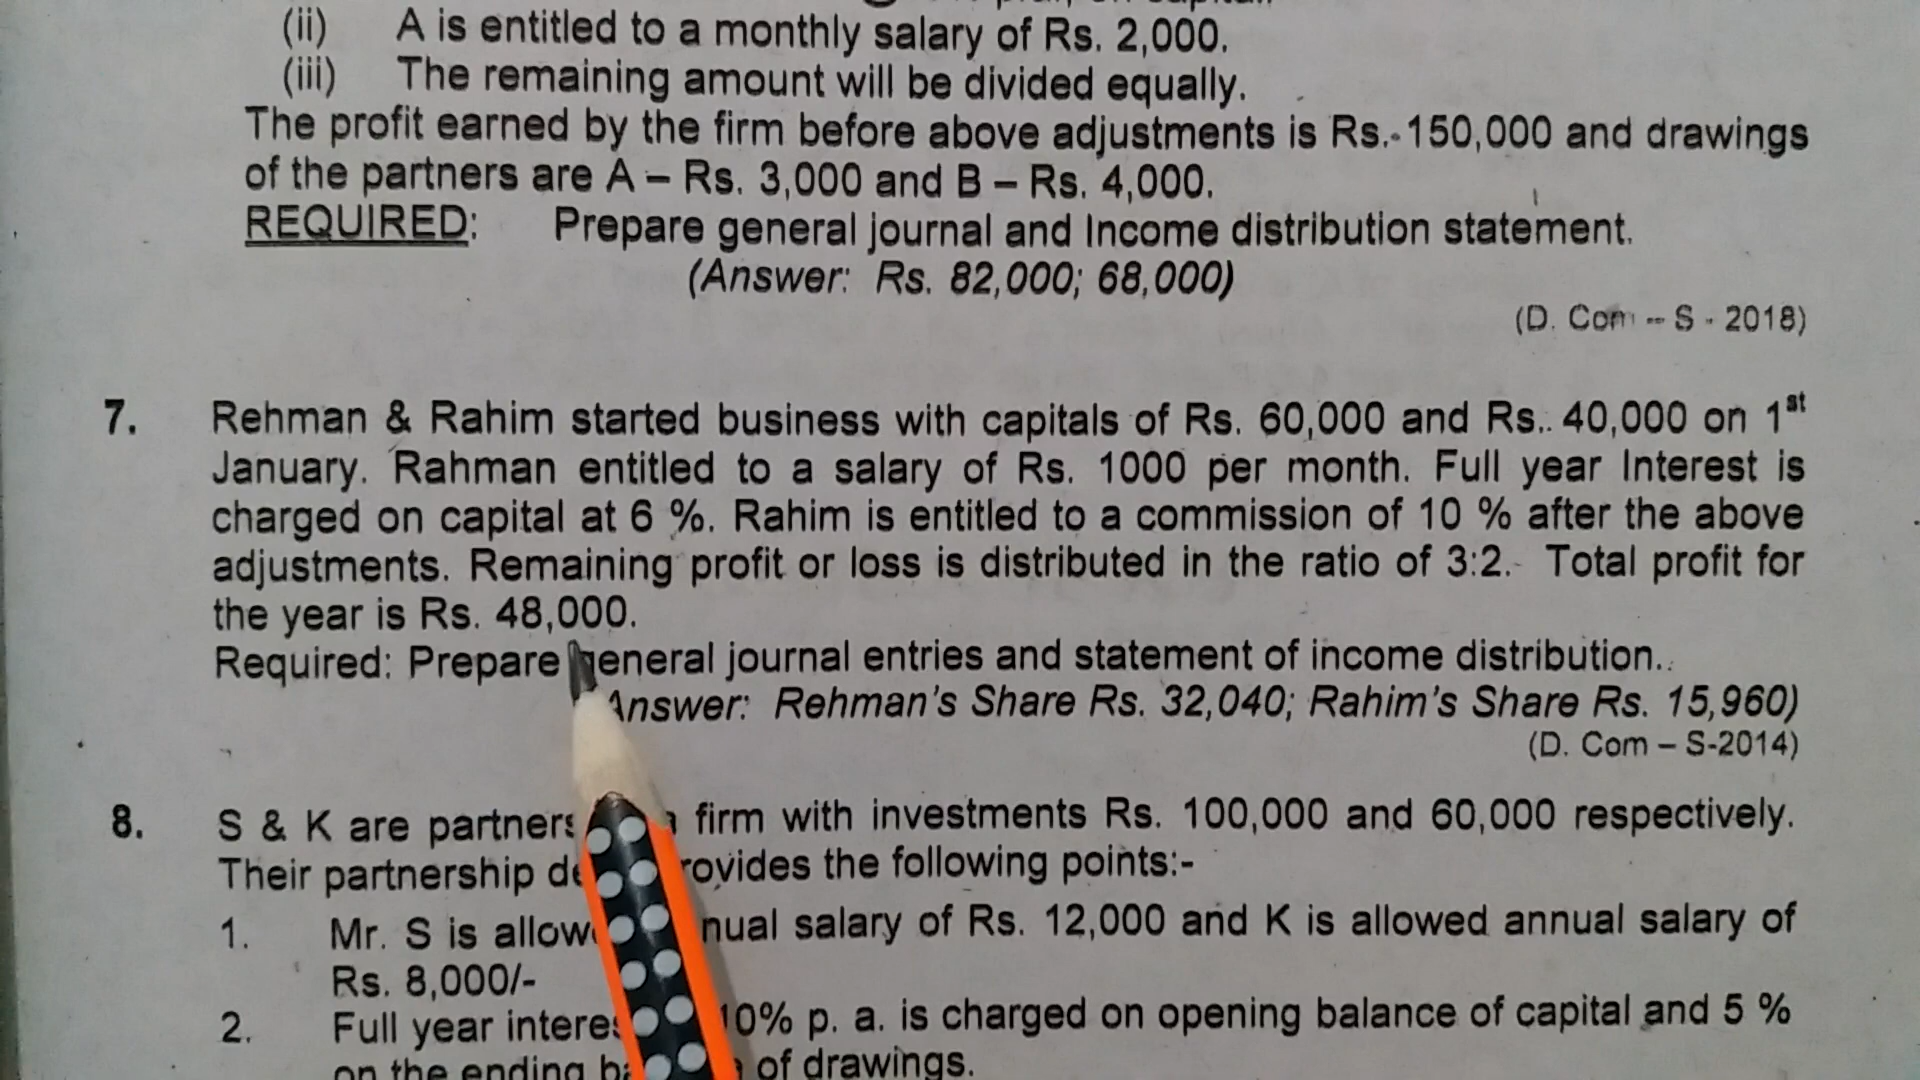 (ii) A is entitled to a monthly salary of Rs. 2,000.
(iii) The remaining amount will be divided equally.
The profit earned by the firm before above adjustments is Rs. 150,000 and drawings
of the partners are A – Rs. 3,000 and B – Rs. 4,000.
REQUIRED: Prepare general journal and Income distribution statement.
(Answer: Rs. 82,000; 68,000)
(D. Com – S - 2018)
7. Rehman & Rahim started business with capitals of Rs. 60,000 and Rs. 40,000 on 1st
January. Rahman entitled to a salary of Rs. 1000 per month. Full year Interest is
charged on capital at 6 %. Rahim is entitled to a commission of 10 % after the above
adjustments. Remaining profit or loss is distributed in the ratio of 3:2. Total profit for
the year is Rs. 48,000.
Required: Prepare general journal entries and statement of income distribution.
Answer: Rehman's Share Rs. 32,040; Rahim's Share Rs. 15,960)
(D. Com – S-2014)
8. S & K are partners firm with investments Rs. 100,000 and 60,000 respectively.
Their partnership provides the following points:-
1. Mr. S is allow salary of Rs. 12,000 and K is allowed annual salary of
Rs. 8,000/-
2. Full year interes 10% p. a. is charged on opening balance of capital and 5 %
on the ending of drawings.